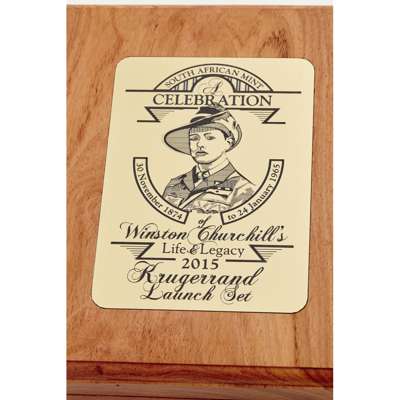 SOUTH AFRICAN MINT
A
CELEBRATION
30 November 1874
to 24 January 1965
of
Winston Churchill's
Life & Legacy
2015
Krugerrand
Launch Set